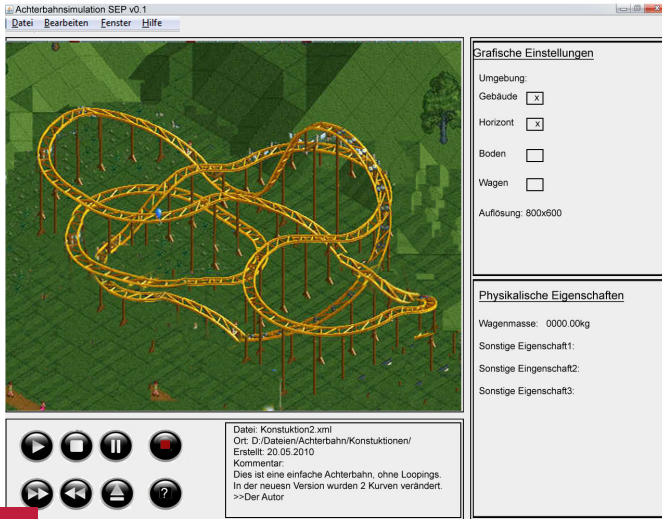 Achterbahnsimulation SEP v0.1
Datei Bearbeiten Fenster Hilfe
Grafische Einstellungen
Umgebung:
Gebäude x
Horizont x
Boden
Wagen
Auflösung: 800x600
Physikalische Eigenschaften
Wagenmasse: 0000.00kg
Sonstige Eigenschaft1:
Sonstige Eingenschaft2:
Sonstige Eigenschaft3:
?
Datei: Konstuktion2.xml
Ort: D:/Dateien/Achterbahn/Konstuktionen/
Erstellt: 20.05.2010
Kommentar:
Dies ist eine einfache Achterbahn, ohne Loopings.
In der neuesn Version wurden 2 Kurven verändert.
>>Der Autor